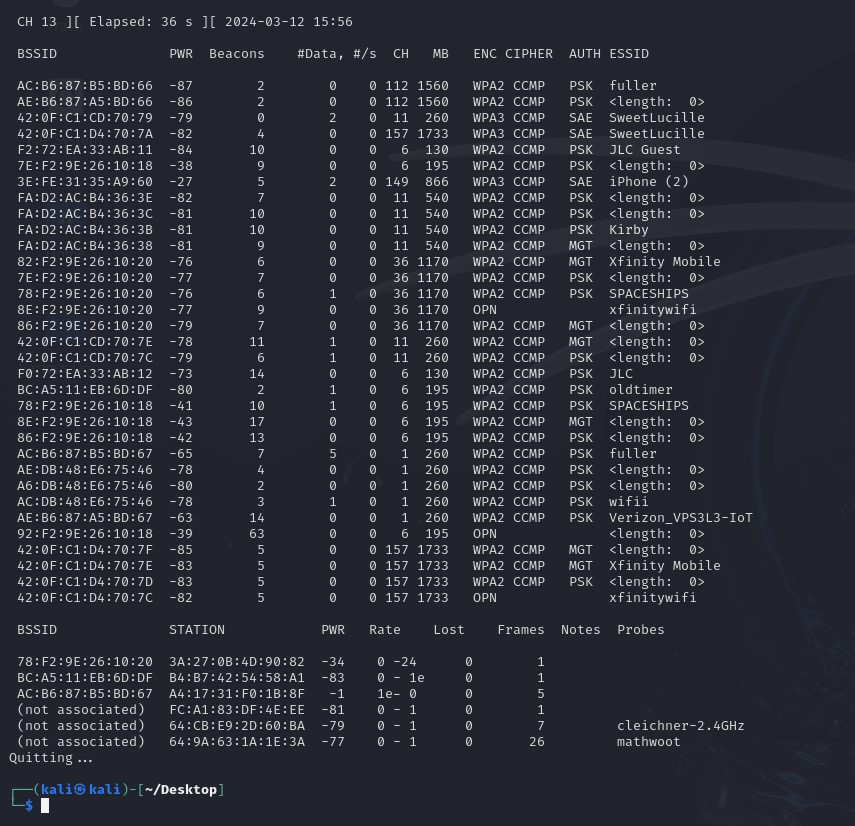 CH 13 ][ Elapsed: 36 s ][ 2024-03-12 15:56
BSSID PWR Beacons #Data, #/s CH MB ENC CIPHER AUTH ESSID
AC:B6:87:B5:BD:66 -87 2 0 0 112 1560 WPA2 CCMP PSK fuller
AE:B6:87:A5:BD:66 -86 2 0 0 112 1560 WPA2 CCMP PSK <length: 0>
42:0F:C1:CD:70:79 -79 0 2 0 11 260 WPA3 CCMP SAE SweetLucille
42:0F:C1:D4:70:7A -82 4 0 0 157 1733 WPA3 CCMP SAE SweetLucille
F2:72:EA:33:AB:11 -84 10 0 0 6 130 WPA2 CCMP PSK JLC Guest
7E:F2:9E:26:10:18 -38 9 0 0 6 195 WPA2 CCMP PSK <length: 0>
3E:FE:31:35:A9:60 -27 5 2 0 149 866 WPA3 CCMP SAE iPhone (2)
FA:D2:AC:B4:36:3E -82 7 0 0 11 540 WPA2 CCMP PSK <length: 0>
FA:D2:AC:B4:36:3C -81 10 0 0 11 540 WPA2 CCMP PSK <length: 0>
FA:D2:AC:B4:36:3B -81 10 0 0 11 540 WPA2 CCMP PSK Kirby
FA:D2:AC:B4:36:38 -81 9 0 0 11 540 WPA2 CCMP MGT <length: 0>
82:F2:9E:26:10:20 -76 6 0 0 36 1170 WPA2 CCMP MGT Xfinity Mobile
7E:F2:9E:26:10:20 -77 7 0 0 36 1170 WPA2 CCMP PSK <length: 0>
78:F2:9E:26:10:20 -76 6 1 0 36 1170 WPA2 CCMP PSK SPACESHIPS
8E:F2:9E:26:10:20 -77 9 0 0 36 1170 OPN xfinitywifi
86:F2:9E:26:10:20 -79 7 0 0 36 1170 WPA2 CCMP MGT <length: 0>
42:0F:C1:CD:70:7E -78 11 1 0 11 260 WPA2 CCMP MGT <length: 0>
42:0F:C1:CD:70:7C -79 6 1 0 11 260 WPA2 CCMP PSK <length: 0>
F0:72:EA:33:AB:12 -73 14 0 0 6 130 WPA2 CCMP PSK JLC
BC:A5:11:EB:6D:DF -80 2 1 0 6 195 WPA2 CCMP PSK oldtimer
78:F2:9E:26:10:18 -41 10 1 0 6 195 WPA2 CCMP PSK SPACESHIPS
8E:F2:9E:26:10:18 -43 17 0 0 6 195 WPA2 CCMP MGT <length: 0>
86:F2:9E:26:10:18 -42 13 0 0 6 195 WPA2 CCMP PSK <length: 0>
AC:B6:87:B5:BD:67 -65 7 5 0 1 260 WPA2 CCMP PSK fuller
AE:DB:48:E6:75:46 -78 4 0 0 1 260 WPA2 CCMP PSK <length: 0>
A6:DB:48:E6:75:46 -80 2 0 0 1 260 WPA2 CCMP PSK <length: 0>
AC:DB:48:E6:75:46 -78 3 1 0 1 260 WPA2 CCMP PSK wifii
AE:B6:87:A5:BD:67 -63 14 0 0 1 260 WPA2 CCMP PSK Verizon_VPS3L3-IoT
92:F2:9E:26:10:18 -39 63 0 0 6 195 OPN <length: 0>
42:0F:C1:D4:70:7F -85 5 0 0 157 1733 WPA2 CCMP MGT <length: 0>
42:0F:C1:D4:70:7E -83 5 0 0 157 1733 WPA2 CCMP MGT Xfinity Mobile
42:0F:C1:D4:70:7D -83 5 0 0 157 1733 WPA2 CCMP PSK <length: 0>
42:0F:C1:D4:70:7C -82 5 0 0 157 1733 OPN xfinitywifi
BSSID STATION PWR Rate Lost Frames Notes Probes
78:F2:9E:26:10:20 3A:27:0B:4D:90:82 -34 0 -24 0 1
BC:A5:11:EB:6D:DF B4:B7:42:54:58:A1 -83 0 - 1e 0 1
AC:B6:87:B5:BD:67 A4:17:31:F0:1B:8F -1 1e- 0 0 5
(not associated) FC:A1:83:DF:4E:EE -81 0 - 1 0 1
(not associated) 64:CB:E9:2D:60:BA -79 0 - 1 0 7 cleichner-2.4GHz
(not associated) 64:9A:63:1A:1E:3A -77 0 - 1 0 26 mathwoot
Quitting...
┌──(kali㉿kali)-[~/Desktop]
└─$